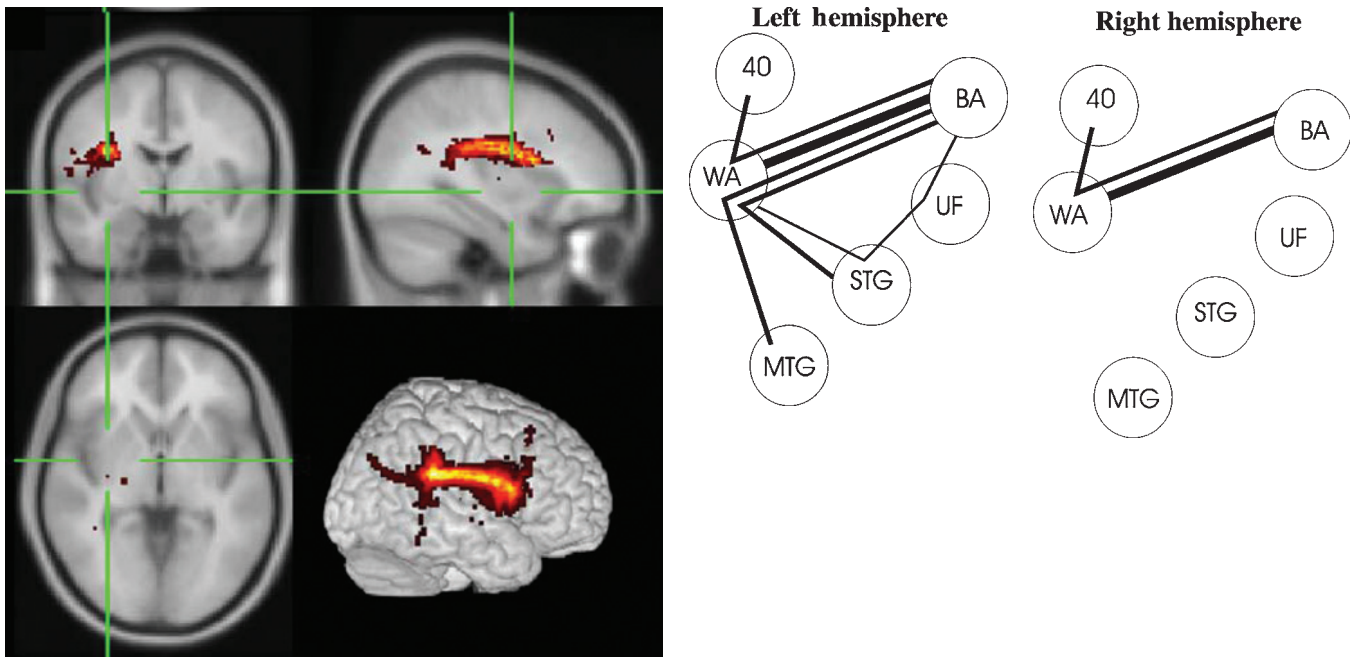 Left hemisphere
40
BA
WA
UF
STG
MTG
Right hemisphere
40
BA
WA
UF
STG
MTG